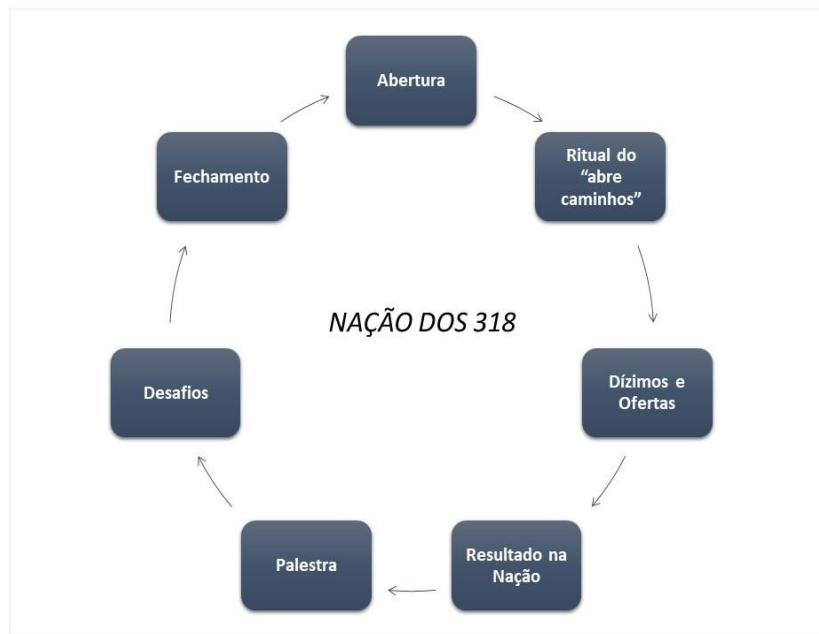 Abertura
Ritual do
“abre
caminhos”
Dízimos e
Ofertas
Resultado na
Nação
Palestra
Desafios
Fechamento
NAÇÃO DOS 318